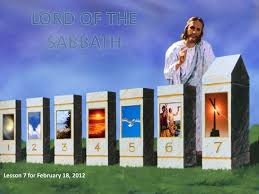 LORD OF THE
SABBATH
1 2 3 4 5 6 7
Lesson 7 for February 18, 2012